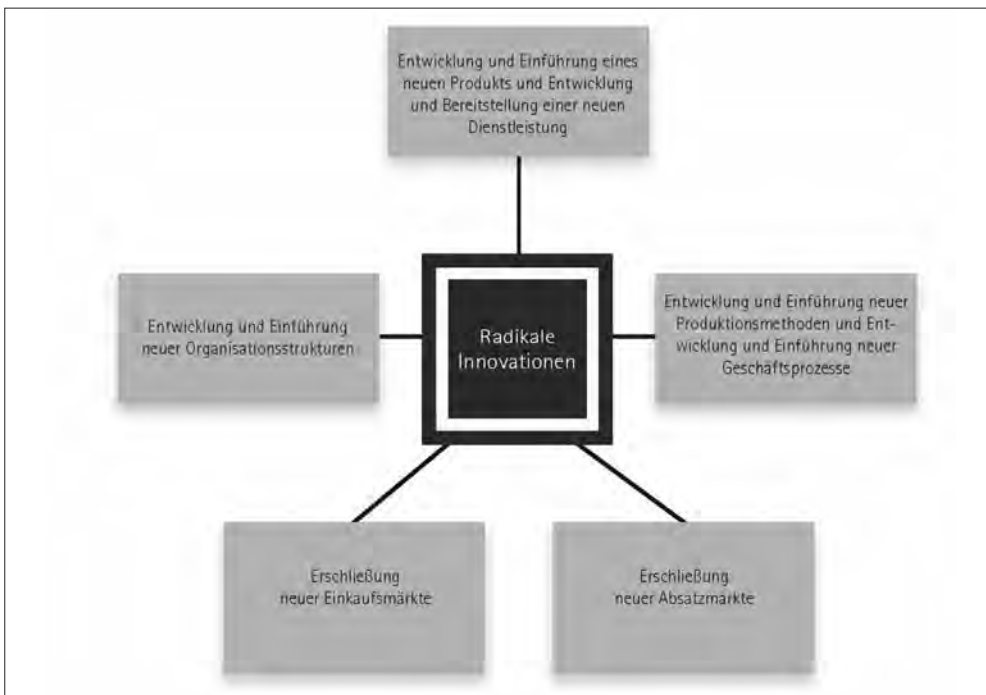 Entwicklung und Einführung eines
neuen Produkts und Entwicklung
und Bereitstellung einer neuen
Dienstleistung
Entwicklung und Einführung
neuer Organisationsstrukturen
Radikale
Innovationen
Entwicklung und Einführung neuer
Produktionsmethoden und Ent-
wicklung und Einführung neuer
Geschäftsprozesse
Erschließung
neuer Einkaufsmärkte
Erschließung
neuer Absatzmärkte